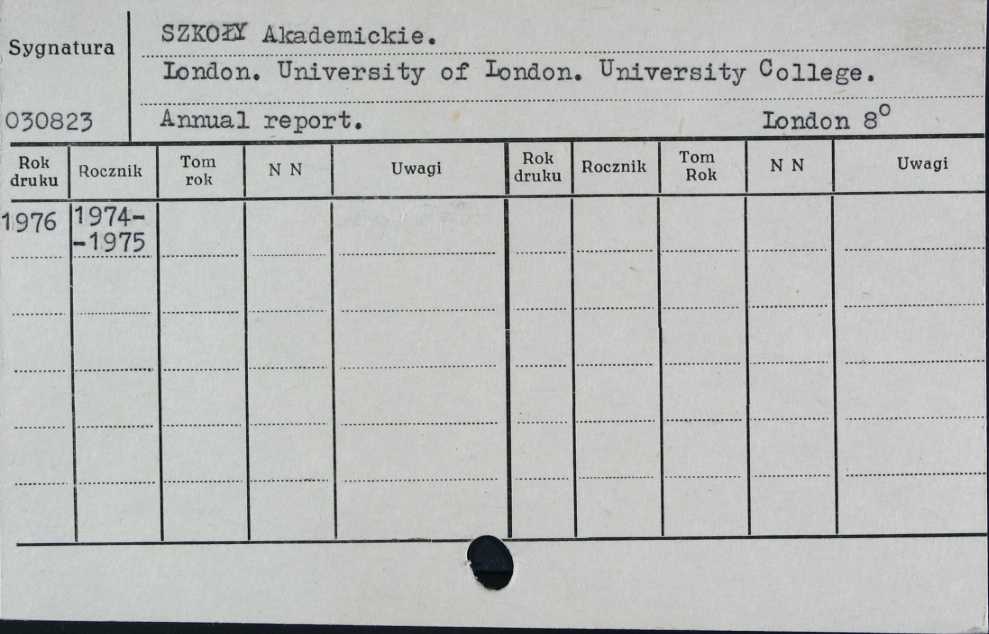 SZKOŁY Akademickie.
Sygnatura
London. University of London. University College.
030823 Annual report. London 8°
Rok druku Rocznik Tom rok N N Uwagi Rok druku Rocznik Tom Rok N N Uwagi
1976 1974-
-1975